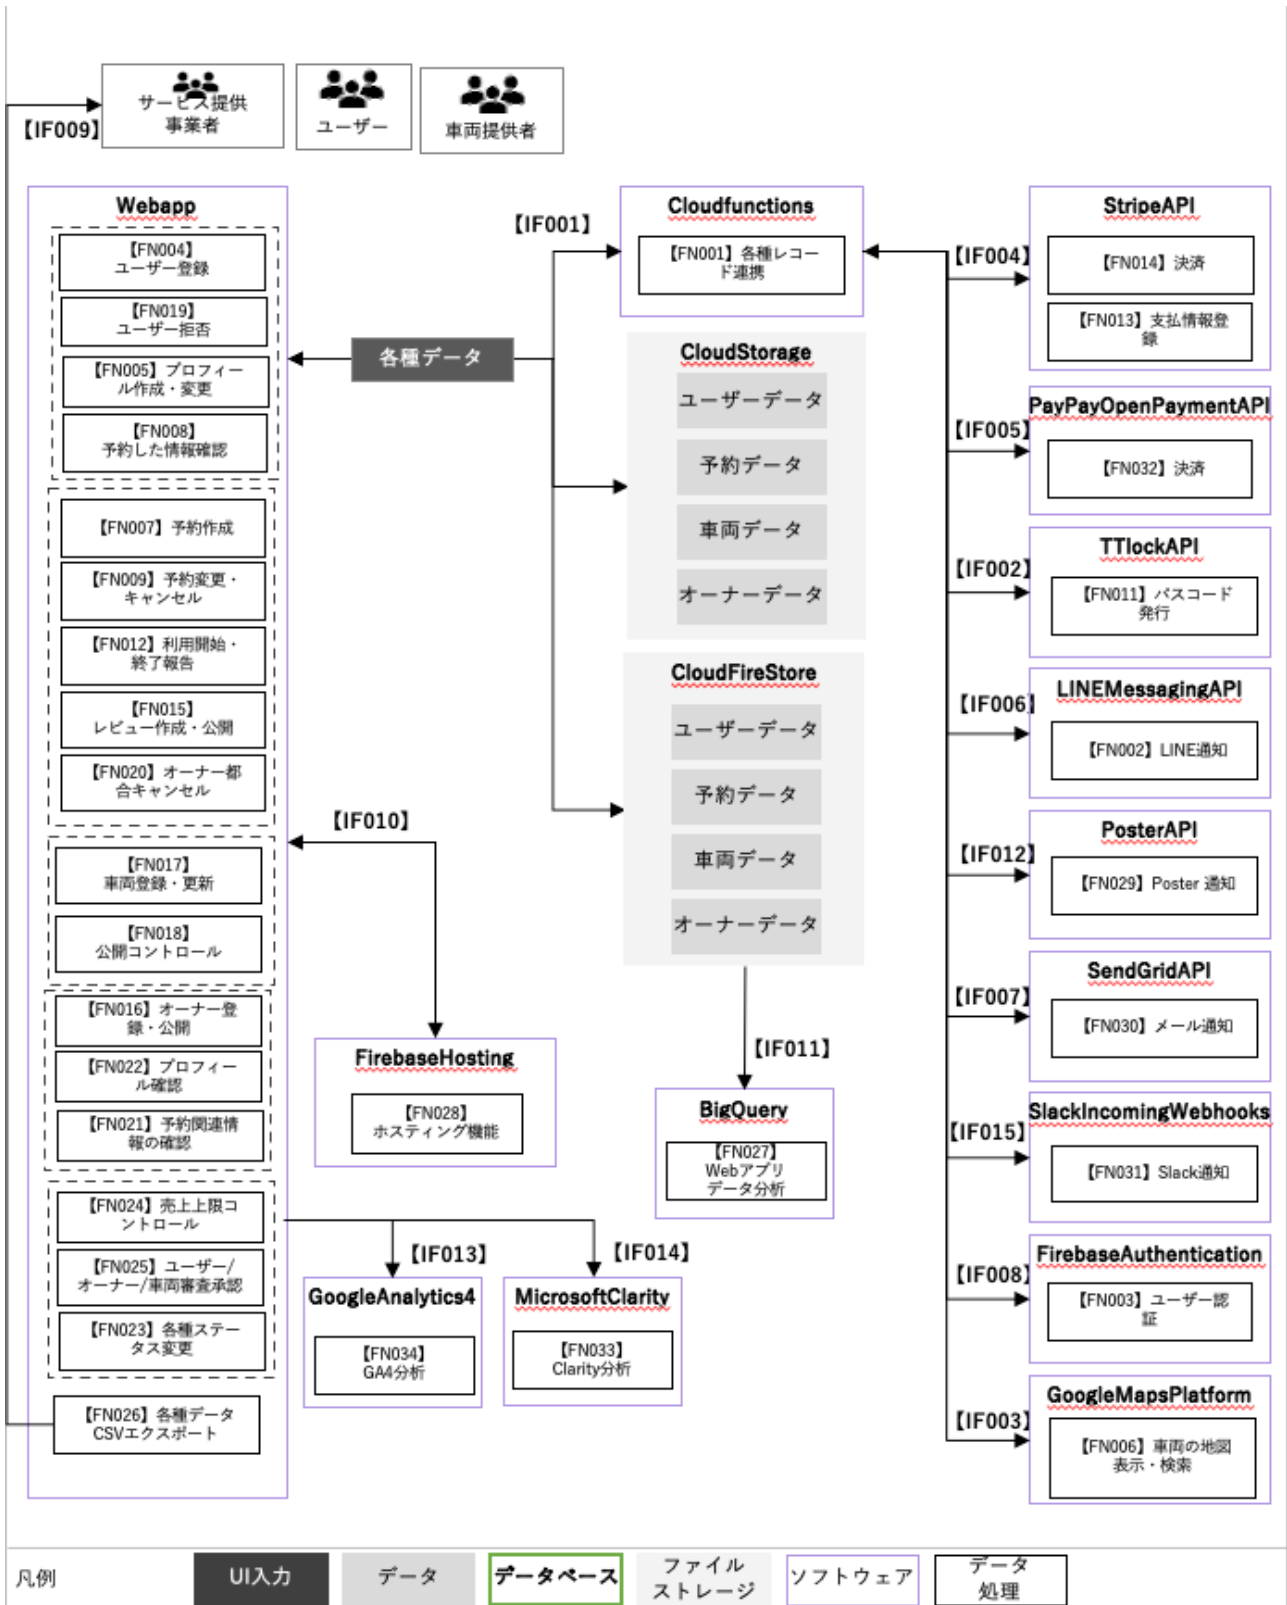 サービス提供
事業者
ユーザー
車両提供者
【IF009】
Webapp
【FN004】
ユーザー登録
【FN019】
ユーザー拒否
【FN005】プロフィー
ル作成・変更
【FN008】
予約した情報確認
【FN007】予約作成
【FN009】予約変更・
キャンセル
【FN012】利用開始・
終了報告
【FN015】
レビュー作成・公開
【FN020】オーナー都
合キャンセル
【FN017】
車両登録・更新
【FN018】
公開コントロール
【FN016】オーナー登
録・公開
【FN022】プロフィー
ル確認
【FN021】予約関連情
報の確認
【FN024】売上上限コ
ントロール
【FN025】ユーザー/
オーナー/車両審査承認
【FN023】各種ステー
タス変更
【FN026】各種データ
CSVエクスポート
各種データ
【IF001】
Cloudfunctions
【FN001】各種レコー
ド連携
CloudStorage
ユーザーデータ
予約データ
車両データ
オーナーデータ
CloudFireStore
ユーザーデータ
予約データ
車両データ
オーナーデータ
【IF010】
FirebaseHosting
【FN028】
ホスティング機能
【IF011】
BigQuery
【FN027】
Webアプリ
データ分析
【IF013】
GoogleAnalytics4
【FN034】
GA4分析
【IF014】
MicrosoftClarity
【FN033】
Clarity分析
【IF004】
StripeAPI
【FN014】決済
【FN013】支払情報登
録
【IF005】
PayPayOpenPaymentAPI
【FN032】決済
【IF002】
TTlockAPI
【FN011】パスコード
発行
【IF006】
LINEMessagingAPI
【FN002】LINE通知
【IF012】
PosterAPI
【FN029】Poster 通知
【IF007】
SendGridAPI
【FN030】メール通知
【IF015】
SlackIncomingWebhooks
【FN031】Slack通知
【IF008】
FirebaseAuthentication
【FN003】ユーザー認
証
【IF003】
GoogleMapsPlatform
【FN006】車両の地図
表示・検索
凡例
UI入力
データ
データベース
ファイル
ストレージ
ソフトウェア
データ
処理